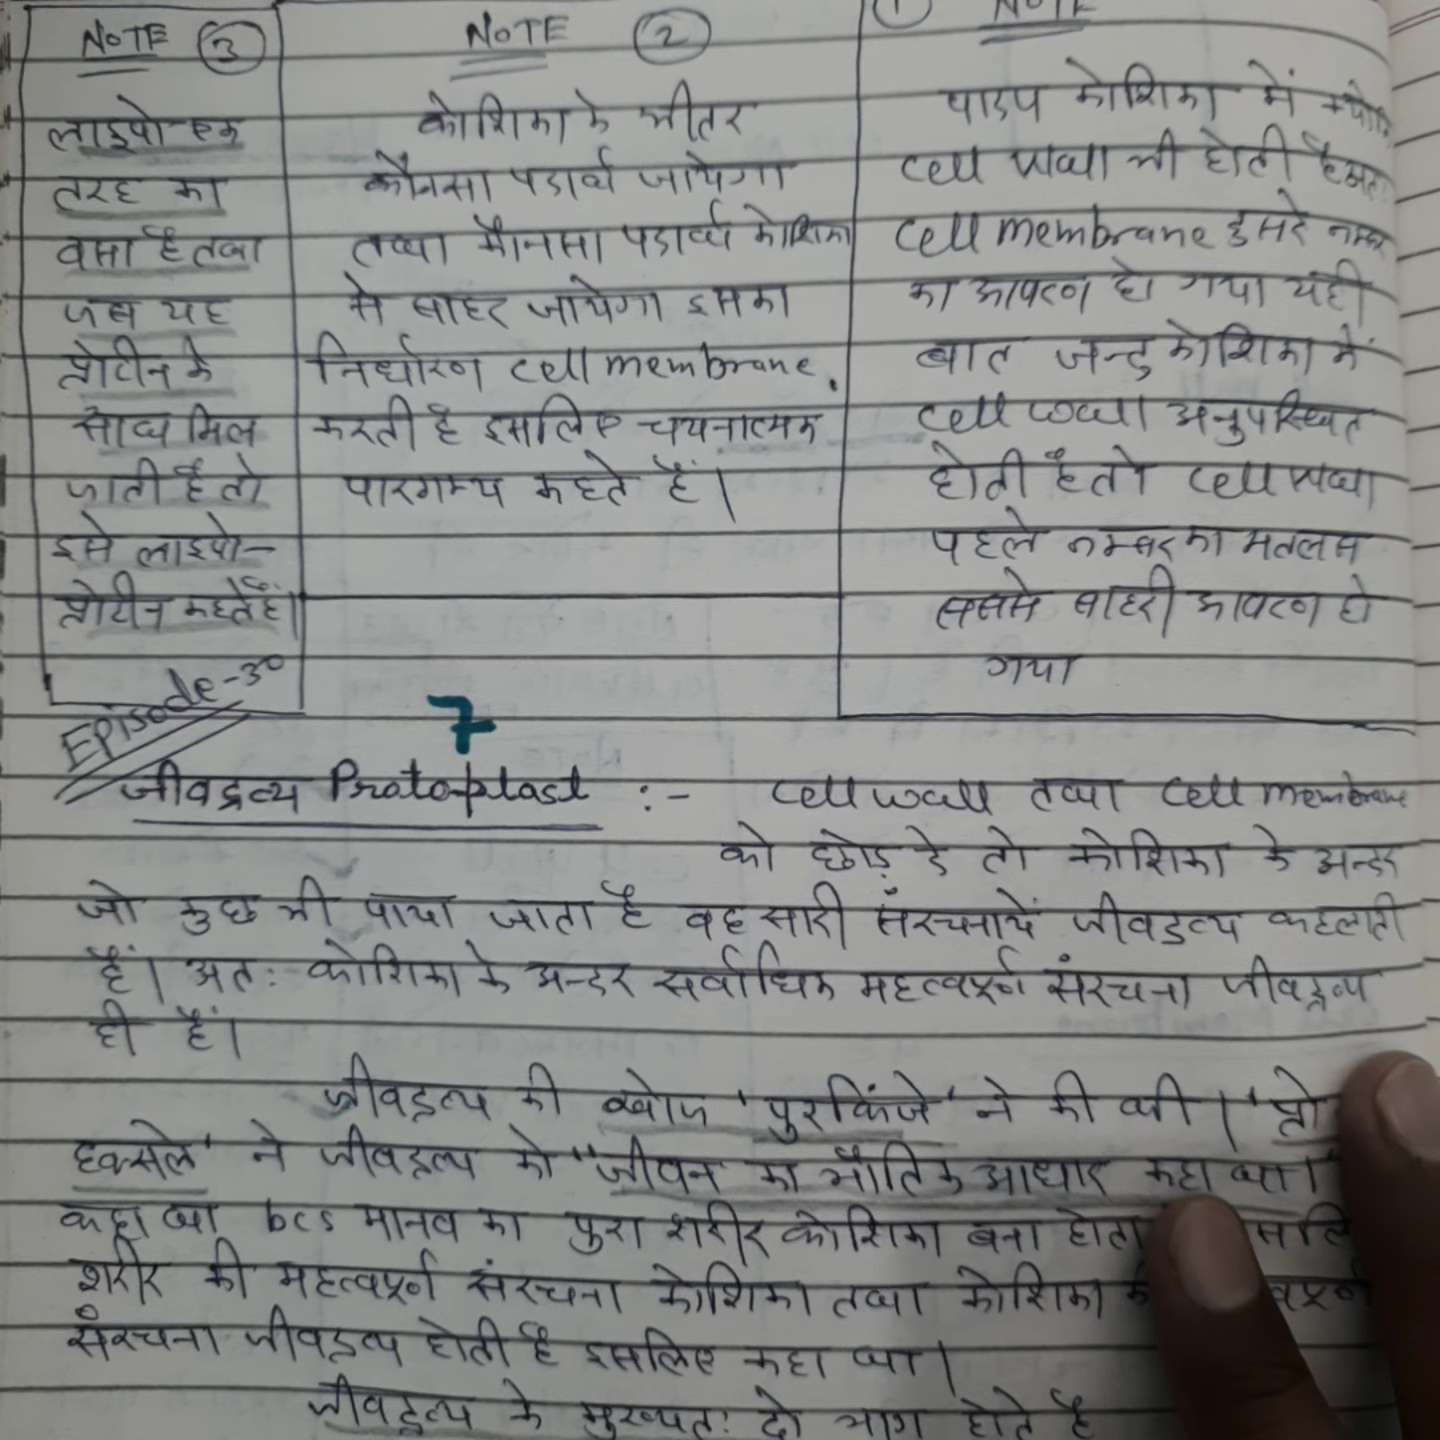 NOTE ③
लाइपो-एक
तरह का
वसा है तथा
जब यह
प्रोटीन के
साथ मिल
जाती है तो
इसे लाइपो-
प्रोटीन कहते हैं।
NOTE ②
कोशिका के भीतर
कौनसा पदार्थ जायेगा
तथा कौनसा पदार्थ कोशिका
से बाहर जायेगा इसका
निर्धारण cell membrane
करती है इसलिए चयनात्मक
पारगम्य कहते हैं।
① NOTE
पादप कोशिका में
cell wall भी होती है अतः
cell membrane दुसरे नम्बर
का आवरण हो गया यही
बात जन्तु कोशिका में
cell wall अनुपस्थित
होती है तो cell wall
पहले नम्बर का मतलब
सबसे बाहरी आवरण हो
गया
Episode-30
7
जीवद्रव्य Protoplast :- cell wall तथा cell membrane
को छोड़ दे तो कोशिका के अन्दर
जो कुछ भी पाया जाता है वह सारी संरचनायें जीवद्रव्य कहलाती
हैं। अतः कोशिका के अन्दर सर्वाधिक महत्वपूर्ण संरचना जीवद्रव्य
ही हैं।
जीवद्रव्य की खोज 'पुरकिंजे' ने की थी। 'प्रो
हक्सले' ने जीवद्रव्य को "जीवन का भौतिक आधार कहा था।"
कहा था bcs मानव का पुरा शरीर कोशिका बना होता
शरीर की महत्वपूर्ण संरचना कोशिका तथा कोशिका
संरचना जीवद्रव्य होती है इसलिए कहा था।
जीवद्रव्य के मुख्यतः दो भाग होते है